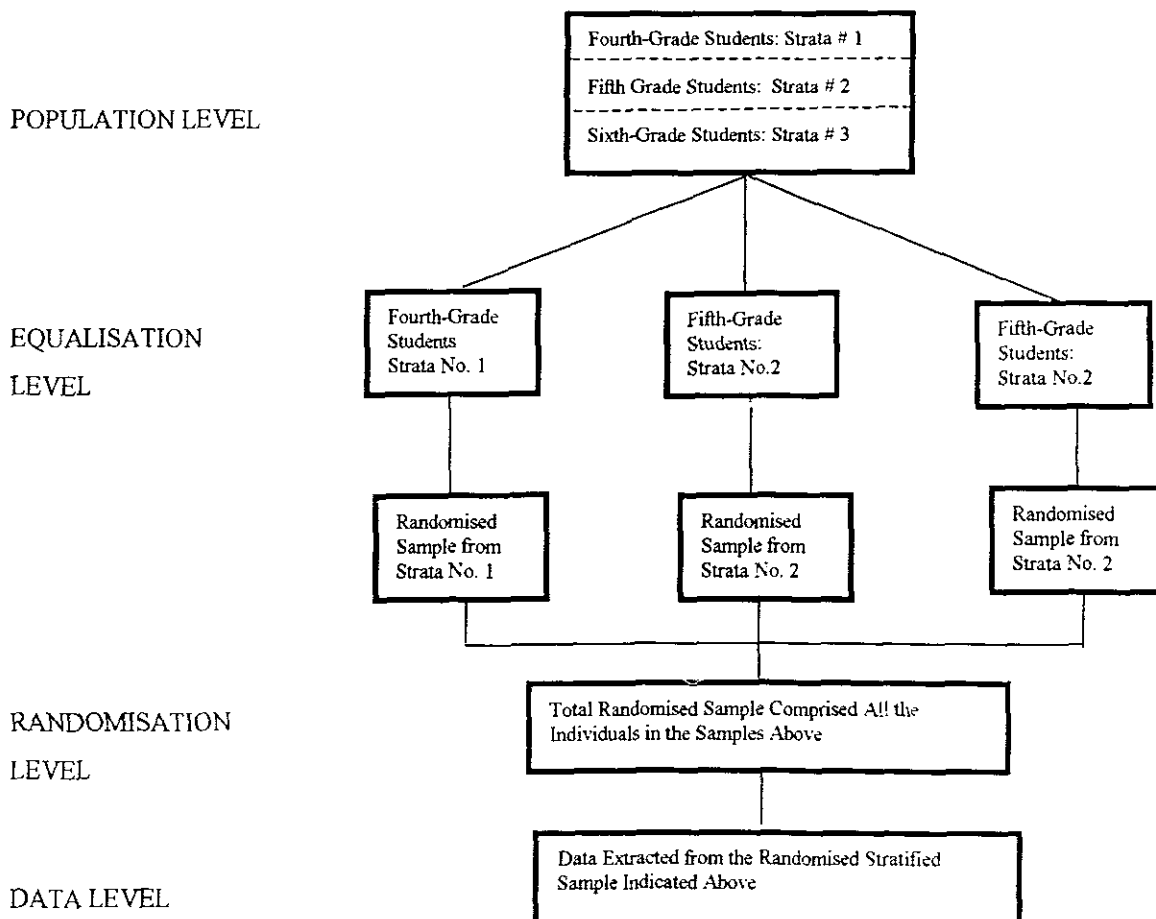 Fourth-Grade Students: Strata # 1
Fifth Grade Students: Strata # 2
POPULATION LEVEL
Sixth-Grade Students: Strata # 3
EQUALISATION
LEVEL
Fourth-Grade
Students
Strata No. 1
Fifth-Grade
Students:
Strata No.2
Fifth-Grade
Students:
Strata No.2
Randomised
Sample from
Strata No. 1
Randomised
Sample from
Strata No. 2
Randomised
Sample from
Strata No. 2
RANDOMISATION
LEVEL
Total Randomised Sample Comprised All the
Individuals in the Samples Above
DATA LEVEL
Data Extracted from the Randomised Stratified
Sample Indicated Above